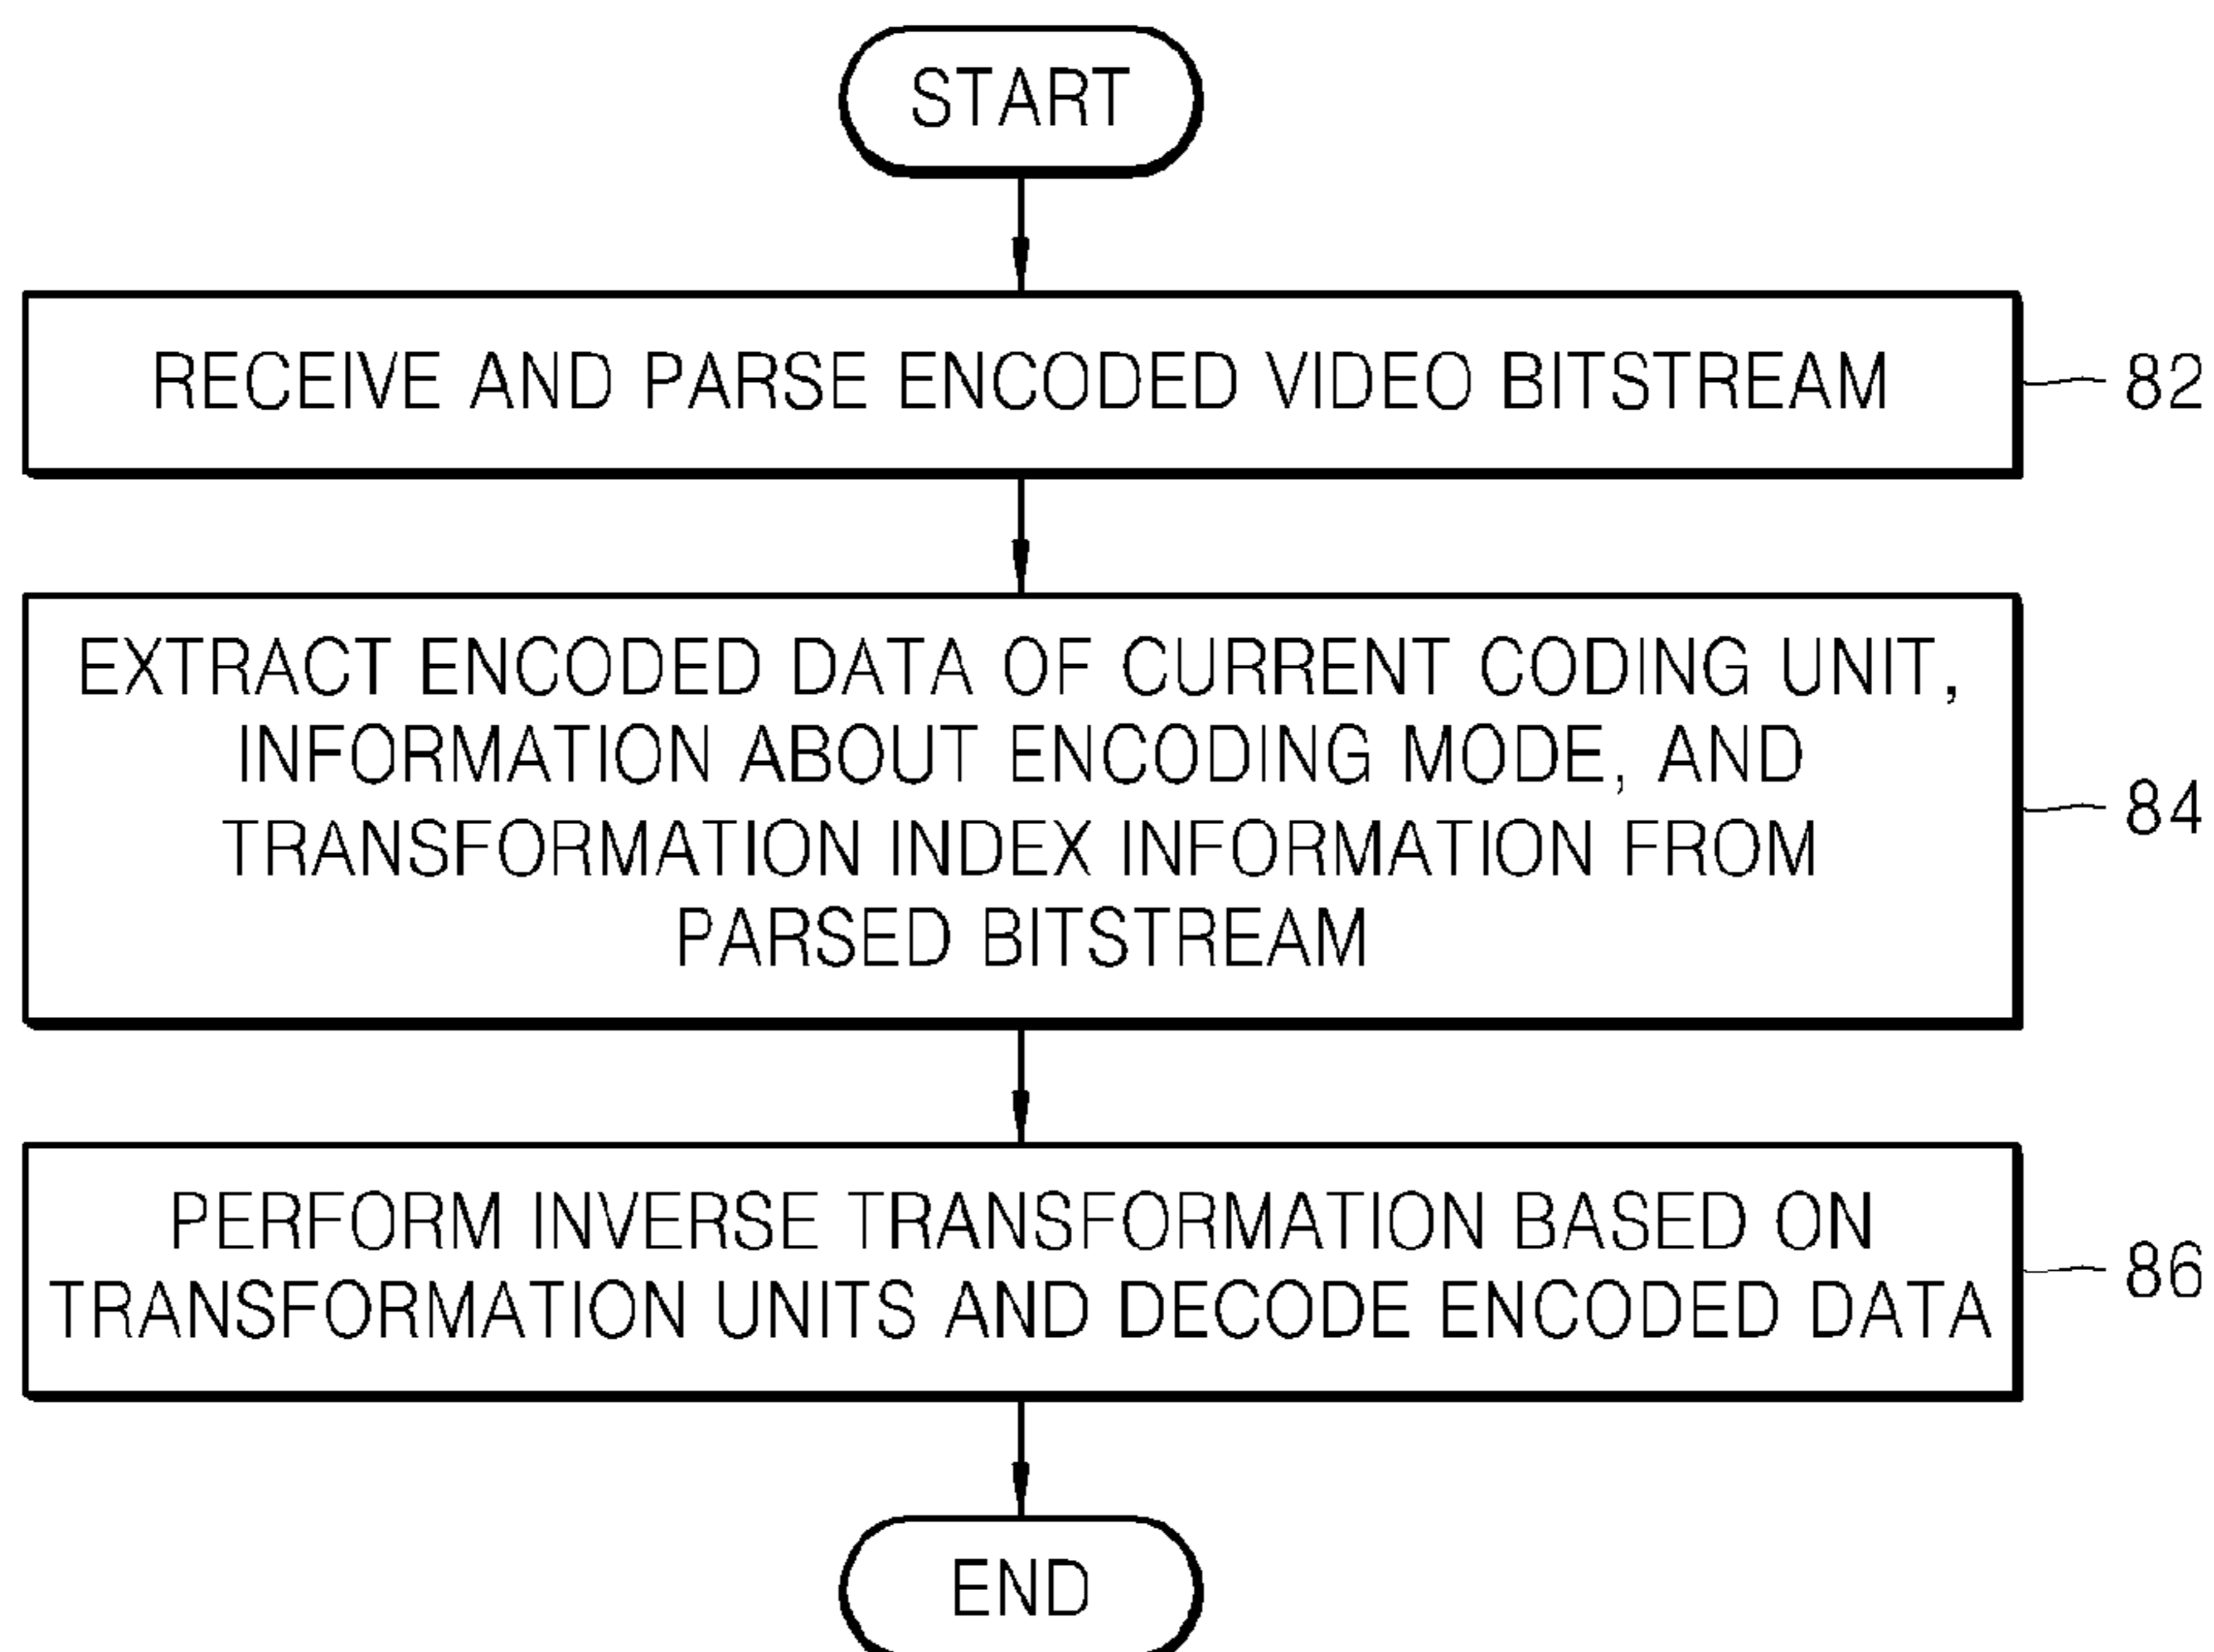 START
RECEIVE AND PARSE ENCODED VIDEO BITSTREAM
82
EXTRACT ENCODED DATA OF CURRENT CODING UNIT,
INFORMATION ABOUT ENCODING MODE, AND
TRANSFORMATION INDEX INFORMATION FROM
PARSED BITSTREAM
84
PERFORM INVERSE TRANSFORMATION BASED ON
TRANSFORMATION UNITS AND DECODE ENCODED DATA
86
END